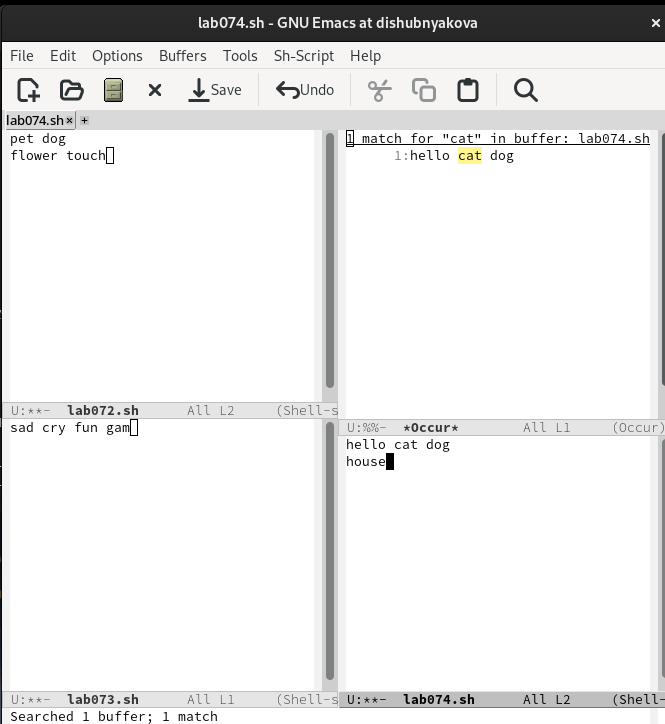 lab074.sh - GNU Emacs at dishubnyakova
File Edit Options Buffers Tools Sh-Script Help
Save Undo
lab074.sh
pet dog
flower touch
U:**- lab072.sh All L2 (Shell-s
sad cry fun gam
U:**- lab073.sh All L1 (Shell-s
1 match for "cat" in buffer: lab074.sh
1:hello cat dog
U:%%- *Occur* All L1 (Occur)
hello cat dog
house
U:**- lab074.sh All L2 (Shell-
Searched 1 buffer; 1 match